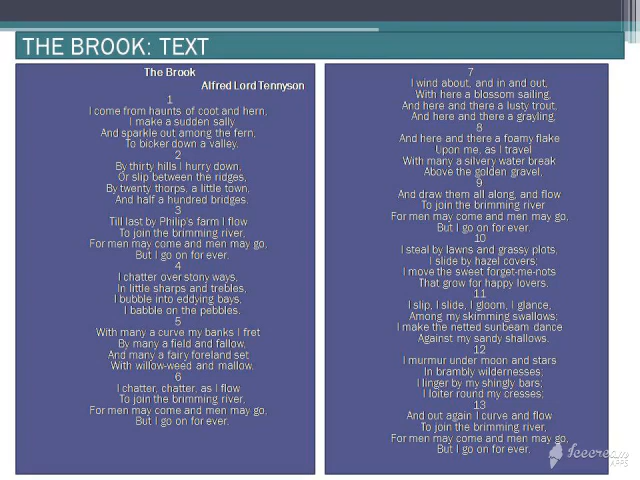 THE BROOK: TEXT
The Brook
Alfred Lord Tennyson
1
I come from haunts of coot and hern,
I make a sudden sally
And sparkle out among the fern,
To bicker down a valley.
2
By thirty hills I hurry down,
Or slip between the ridges,
By twenty thorps, a little town,
And half a hundred bridges.
3
Till last by Philip's farm I flow
To join the brimming river,
For men may come and men may go,
But I go on for ever.
4
I chatter over stony ways,
In little sharps and trebles,
I bubble into eddying bays,
I babble on the pebbles.
5
With many a curve my banks I fret
By many a field and fallow,
And many a fairy foreland set
With willow-weed and mallow.
6
I chatter, chatter, as I flow
To join the brimming river,
For men may come and men may go,
But I go on for ever.
7
I wind about, and in and out,
With here a blossom sailing,
And here and there a lusty trout,
And here and there a grayling,
8
And here and there a foamy flake
Upon me, as I travel
With many a silvery water break
Above the golden gravel,
9
And draw them all along, and flow
To join the brimming river
For men may come and men may go,
But I go on for ever.
10
I steal by lawns and grassy plots,
I slide by hazel covers;
I move the sweet forget-me-nots
That grow for happy lovers.
11
I slip, I slide, I gloom, I glance,
Among my skimming swallows;
I make the netted sunbeam dance
Against my sandy shallows.
12
I murmur under moon and stars
In brambly wildernesses;
I linger by my shingly bars;
I loiter round my cresses;
13
And out again I curve and flow
To join the brimming river,
For men may come and men may go,
But I go on for ever.
Icecream
APPS